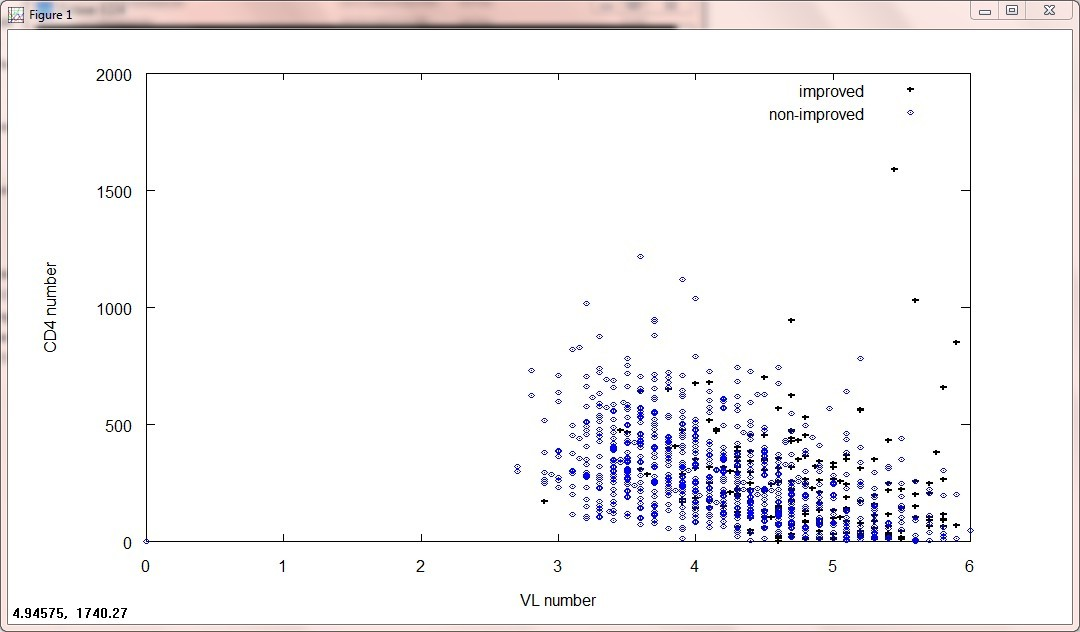 Figure 1
2000
1500
1000
500
0
improved
non-improved
CD4 number
0 1 2 3 4 5 6
VL number
4.94575, 1740.27